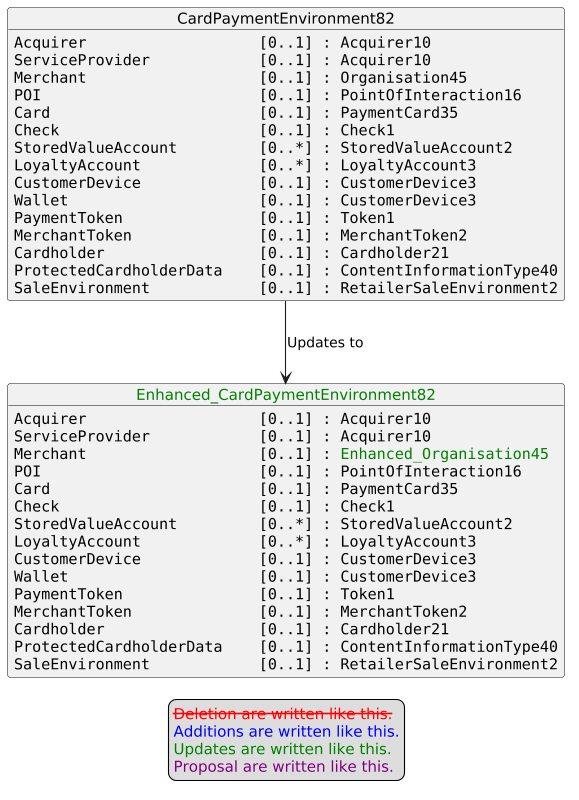 CardPaymentEnvironment82
Acquirer [0..1] : Acquirer10
ServiceProvider [0..1] : Acquirer10
Merchant [0..1] : Organisation45
POI [0..1] : PointOfInteraction16
Card [0..1] : PaymentCard35
Check [0..1] : Check1
StoredValueAccount [0..*] : StoredValueAccount2
LoyaltyAccount [0..*] : LoyaltyAccount3
CustomerDevice [0..1] : CustomerDevice3
Wallet [0..1] : CustomerDevice3
PaymentToken [0..1] : Token1
MerchantToken [0..1] : MerchantToken2
Cardholder [0..1] : Cardholder21
ProtectedCardholderData [0..1] : ContentInformationType40
SaleEnvironment [0..1] : RetailerSaleEnvironment2
Updates to
Enhanced_CardPaymentEnvironment82
Acquirer [0..1] : Acquirer10
ServiceProvider [0..1] : Acquirer10
Merchant [0..1] : Enhanced_Organisation45
POI [0..1] : PointOfInteraction16
Card [0..1] : PaymentCard35
Check [0..1] : Check1
StoredValueAccount [0..*] : StoredValueAccount2
LoyaltyAccount [0..*] : LoyaltyAccount3
CustomerDevice [0..1] : CustomerDevice3
Wallet [0..1] : CustomerDevice3
PaymentToken [0..1] : Token1
MerchantToken [0..1] : MerchantToken2
Cardholder [0..1] : Cardholder21
ProtectedCardholderData [0..1] : ContentInformationType40
SaleEnvironment [0..1] : RetailerSaleEnvironment2
Deletion are written like this.
Additions are written like this.
Updates are written like this.
Proposal are written like this.